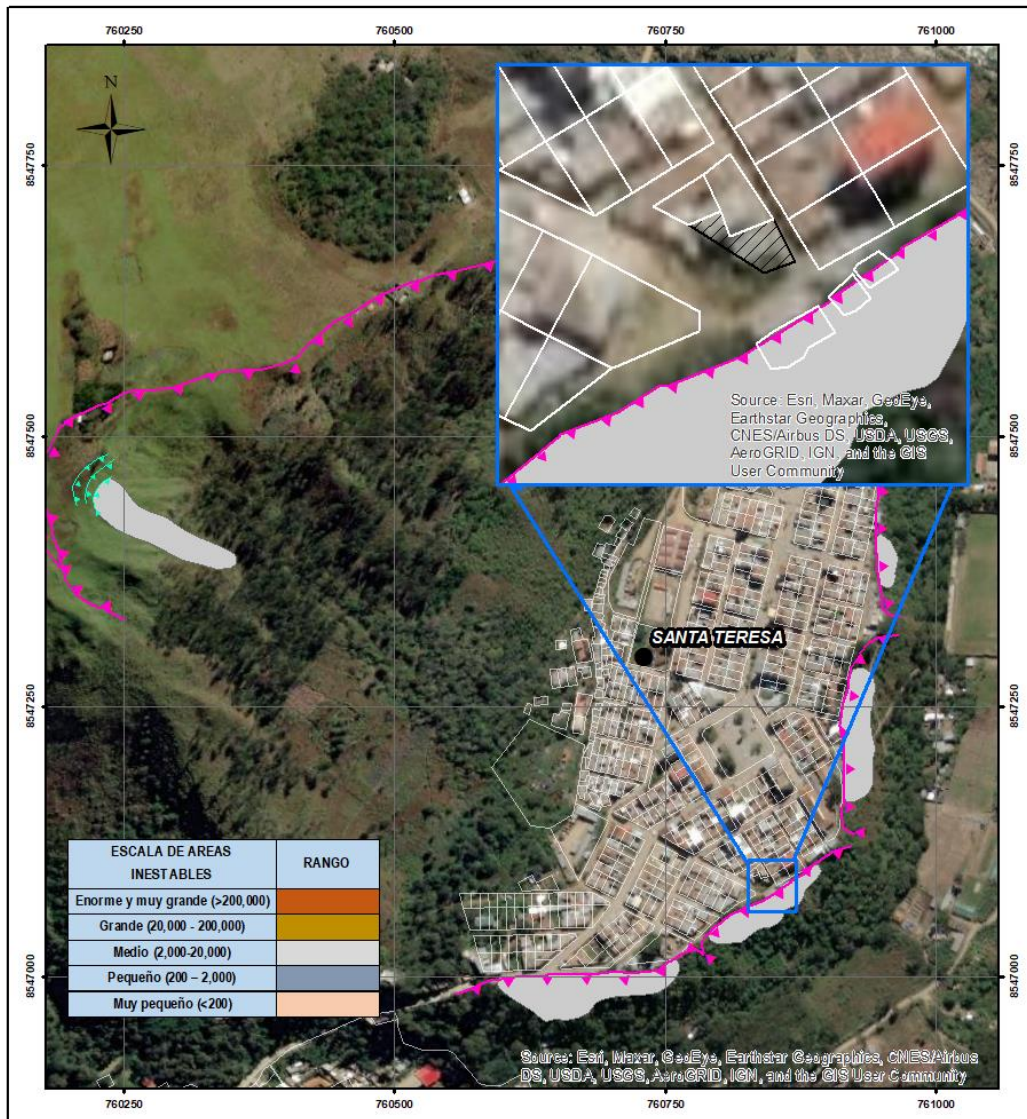 760250
760500
760750
761000
N
8547750
8547750
Source: Esri, Maxar, GeoEye,
Earthstar Geographics,
CNES/Airbus DS, USDA, USGS,
AeroGRID, IGN, and the GIS
User Community
8547500
8547500
SANTA TERESA
8547250
8547250
ESCALA DE AREAS
INESTABLES
RANGO
Enorme y muy grande (>200,000)
Grande (20,000 - 200,000)
Medio (2,000-20,000)
Pequeño (200 – 2,000)
Muy pequeño (<200)
8547000
8547000
Source: Esri, Maxar, GeoEye, Earthstar Geographics, CNES/Airbus
DS, USDA, USGS, AeroGRID, IGN, and the GIS User Community
760250
760500
760750
761000